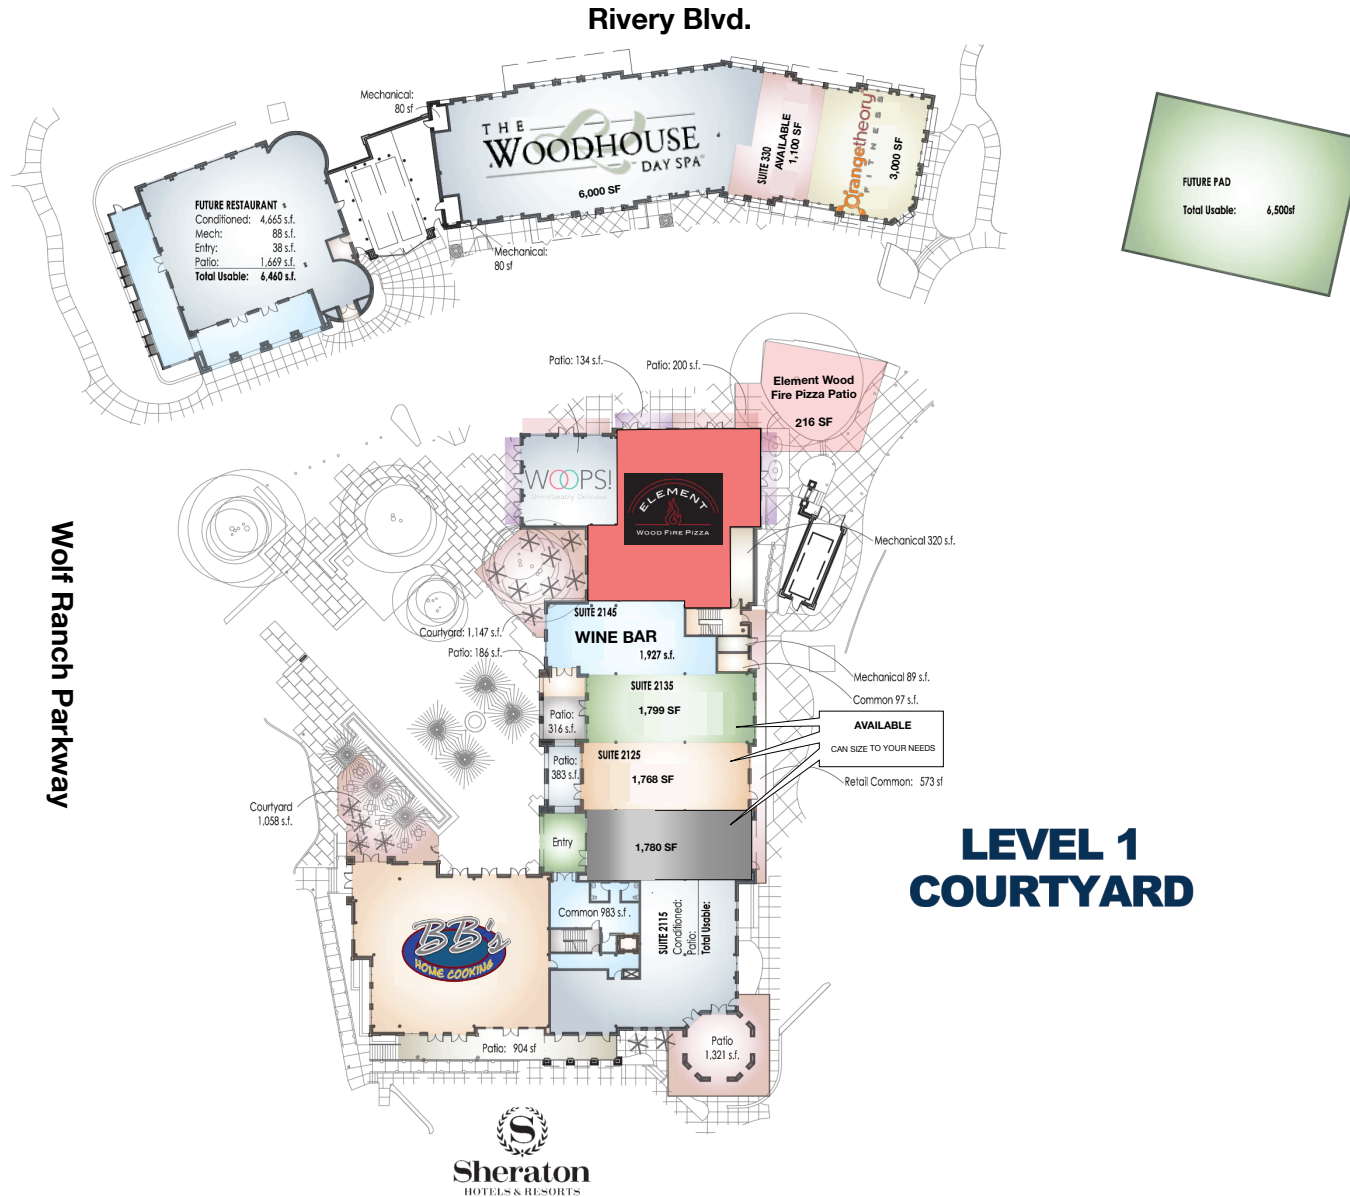 Rivery Blvd.
Mechanical:
80 sf
THE
WOODHOUSE
DAY SPA
6,000 SF
SUITE 330
AVAILABLE
1,100 SF
Orangetheory
FITNESS
3,000 SF
FUTURE PAD
Total Usable: 6,500sf
FUTURE RESTAURANT
Conditioned: 4,665 s.f.
Mech: 88 s.f.
Entry: 38 s.f.
Patio: 1,669 s.f.
Total Usable: 6,460 s.f.
Mechanical:
80 sf
Patio: 134 s.f.
Patio: 200 s.f.
Element Wood
Fire Pizza Patio
216 SF
WOOPS!
Unmistakably Delicious
ELEMENT
WOOD FIRE PIZZA
Mechanical 320 s.f.
Wolf Ranch Parkway
Courtyard: 1,147 s.f.
Patio: 186 s.f.
SUITE 2145
WINE BAR
1,927 s.f.
Mechanical 89 s.f.
Common 97 s.f.
SUITE 2135
1,799 SF
Patio:
316 s.f.
AVAILABLE
CAN SIZE TO YOUR NEEDS
SUITE 2125
1,768 SF
Patio:
383 s.f.
Retail Common: 573 sf
Courtyard
1,058 s.f.
Entry
1,780 SF
LEVEL 1
COURTYARD
Common 983 s.f.
SUITE 2115
Conditioned:
Patio:
Total Usable:
BB's
HOME COOKING
Patio: 904 sf
Patio
1,321 s.f.
S
Sheraton
HOTELS & RESORTS